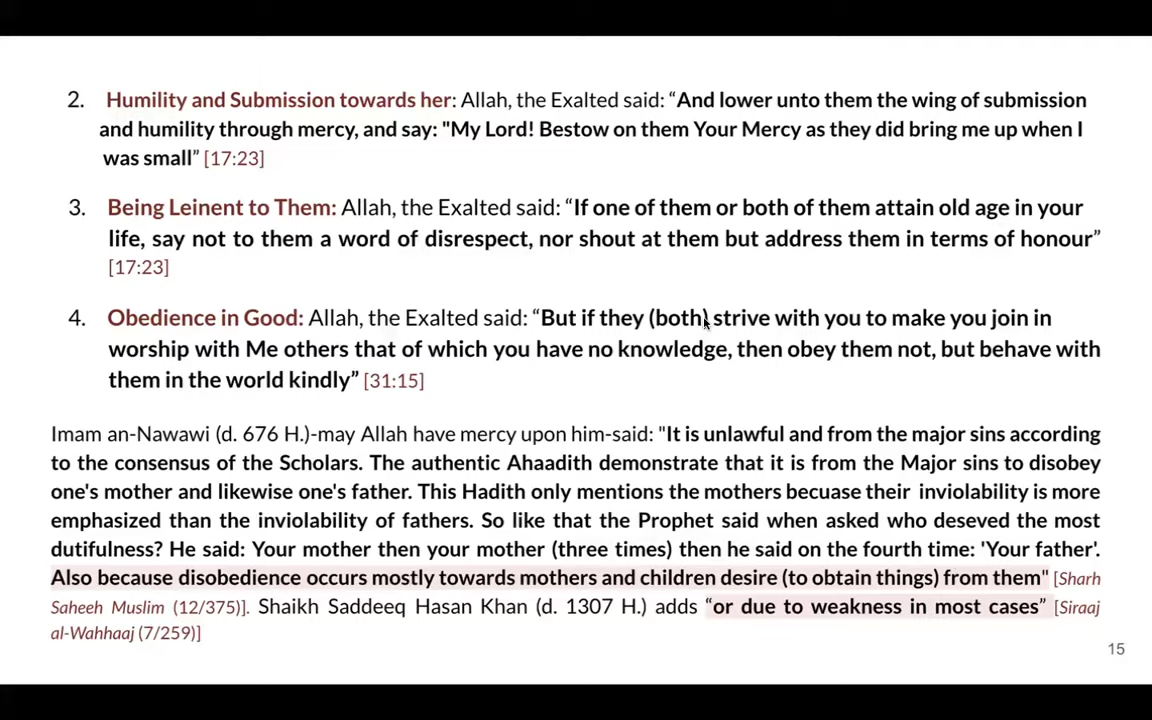 2. Humility and Submission towards her: Allah, the Exalted said: “And lower unto them the wing of submission
and humility through mercy, and say: "My Lord! Bestow on them Your Mercy as they did bring me up when I
was small” [17:23]
3. Being Leinent to Them: Allah, the Exalted said: “If one of them or both of them attain old age in your
life, say not to them a word of disrespect, nor shout at them but address them in terms of honour”
[17:23]
4. Obedience in Good: Allah, the Exalted said: “But if they (both) strive with you to make you join in
worship with Me others that of which you have no knowledge, then obey them not, but behave with
them in the world kindly” [31:15]
Imam an-Nawawi (d. 676 H.)-may Allah have mercy upon him-said: "It is unlawful and from the major sins according
to the consensus of the Scholars. The authentic Ahaadith demonstrate that it is from the Major sins to disobey
one's mother and likewise one's father. This Hadith only mentions the mothers becuase their inviolability is more
emphasized than the inviolability of fathers. So like that the Prophet said when asked who deseved the most
dutifulness? He said: Your mother then your mother (three times) then he said on the fourth time: 'Your father'.
Also because disobedience occurs mostly towards mothers and children desire (to obtain things) from them" [Sharh
Saheeh Muslim (12/375)]. Shaikh Saddeeq Hasan Khan (d. 1307 H.) adds “or due to weakness in most cases” [Siraaj
al-Wahhaaj (7/259)]
15